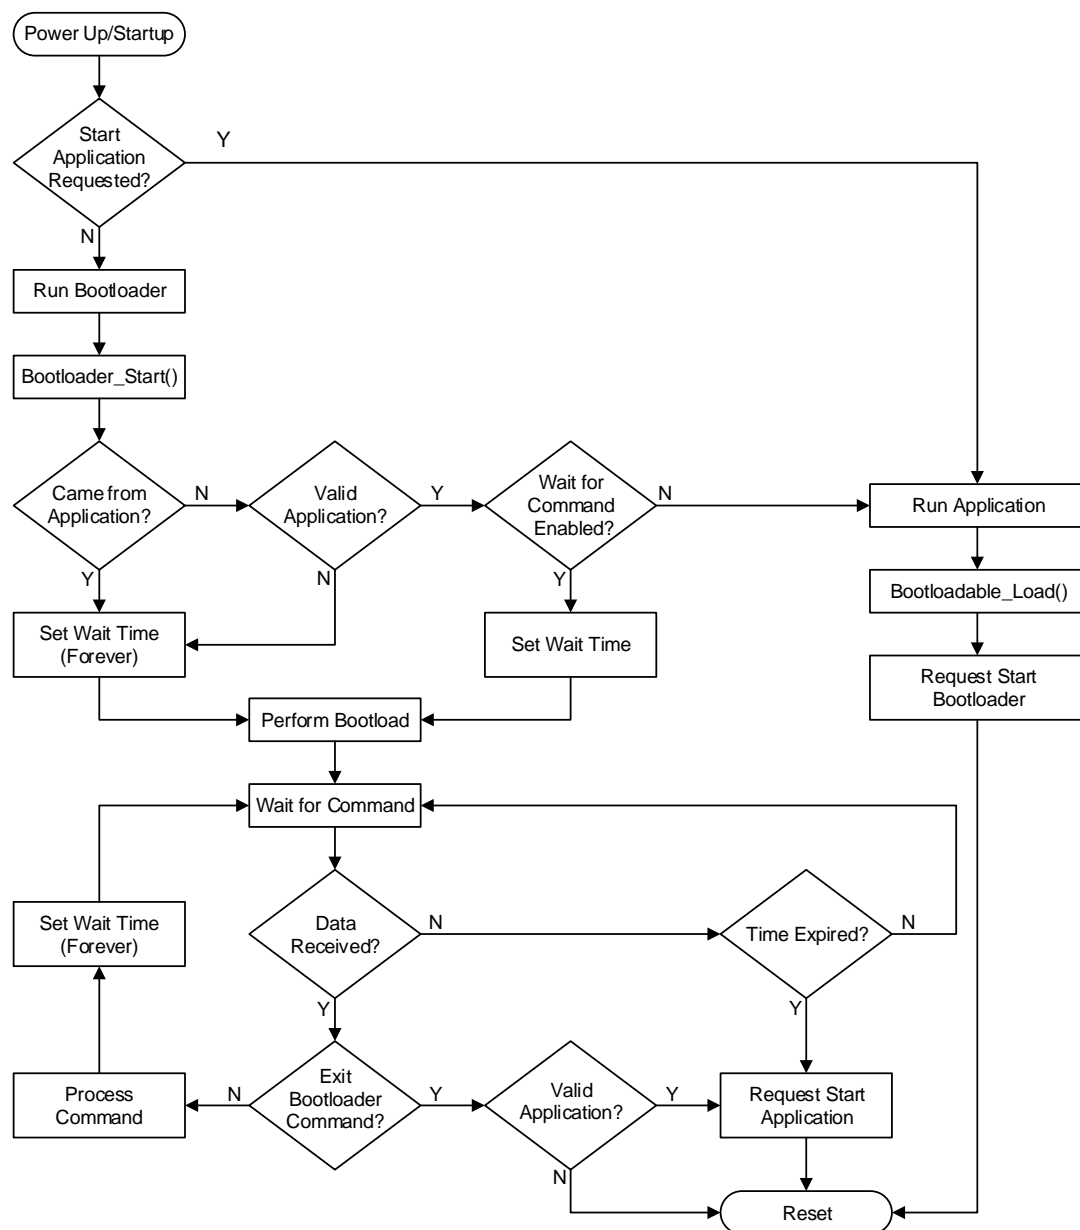 Power Up/Startup
Start
Application
Requested?
Y
N
Run Bootloader
Bootloader_Start()
Came from
Application?
N
Y
Valid
Application?
Y
N
Wait for
Command
Enabled?
N
Y
Run Application
Bootloadable_Load()
Set Wait Time
(Forever)
Set Wait Time
Request Start
Bootloader
Perform Bootload
Wait for Command
Set Wait Time
(Forever)
Data
Received?
N
Y
Time Expired?
N
Y
Process
Command
N
Exit
Bootloader
Command?
Y
Valid
Application?
Y
N
Request Start
Application
Reset